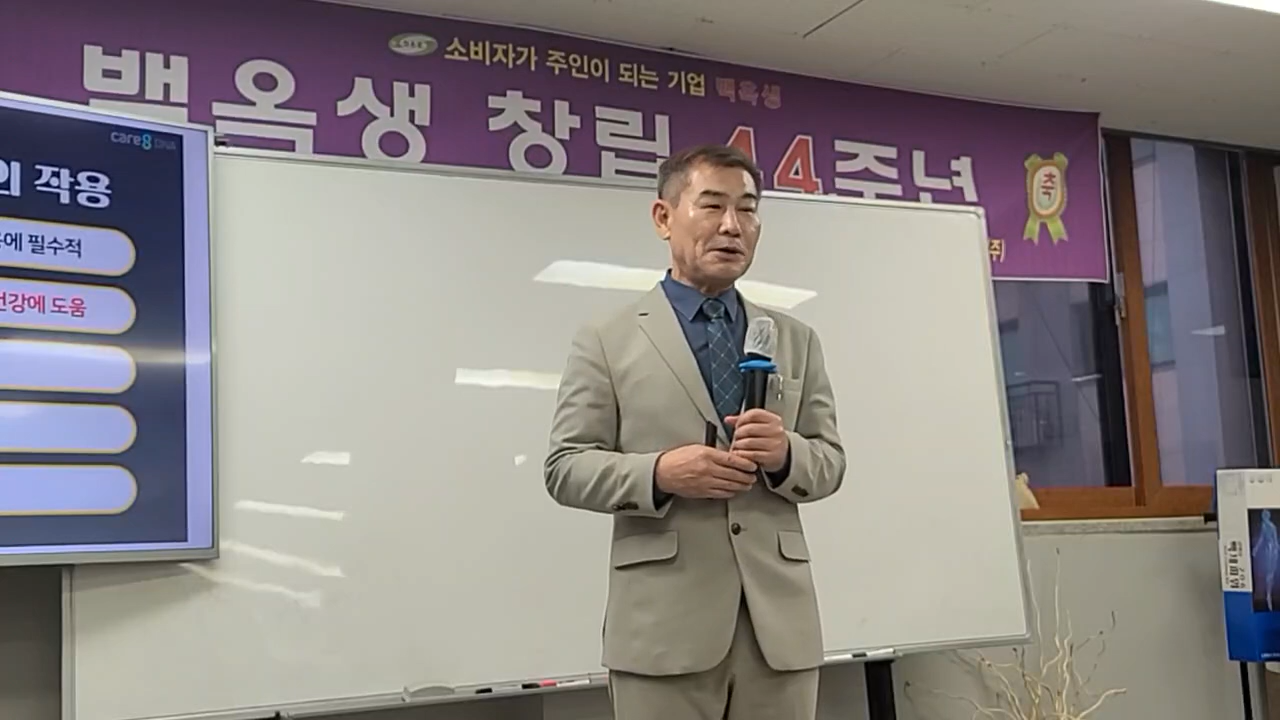 소비자가 주인이 되는 기업 백옥생
백옥생 창립 44주년
축
주)
care8 DNA
의 작용
에 필수적
건강에 도움